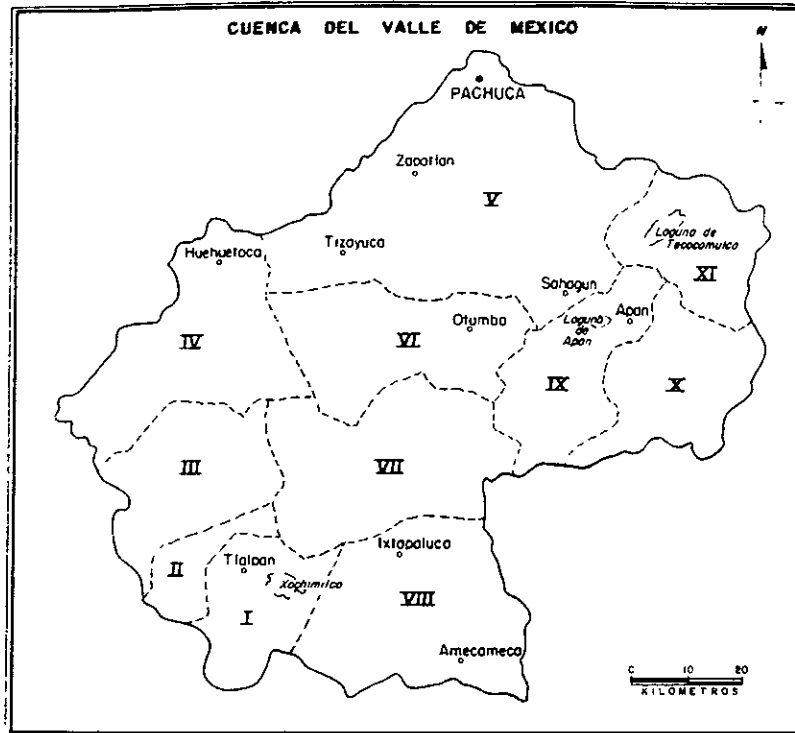 CUENCA DEL VALLE DE MEXICO
N
PACHUCA
Zapotlan
V
Laguna de
Tecocomulco
Huehuetoca
Tizayuca
XI
Sahagun
Otumba
Laguna
de
Apan
Apan
IV
VI
IX
X
III
VII
Ixtapaluca
II
Tlalpan
Xochimilco
I
VIII
Amecameca
0 10 20
KILOMETROS